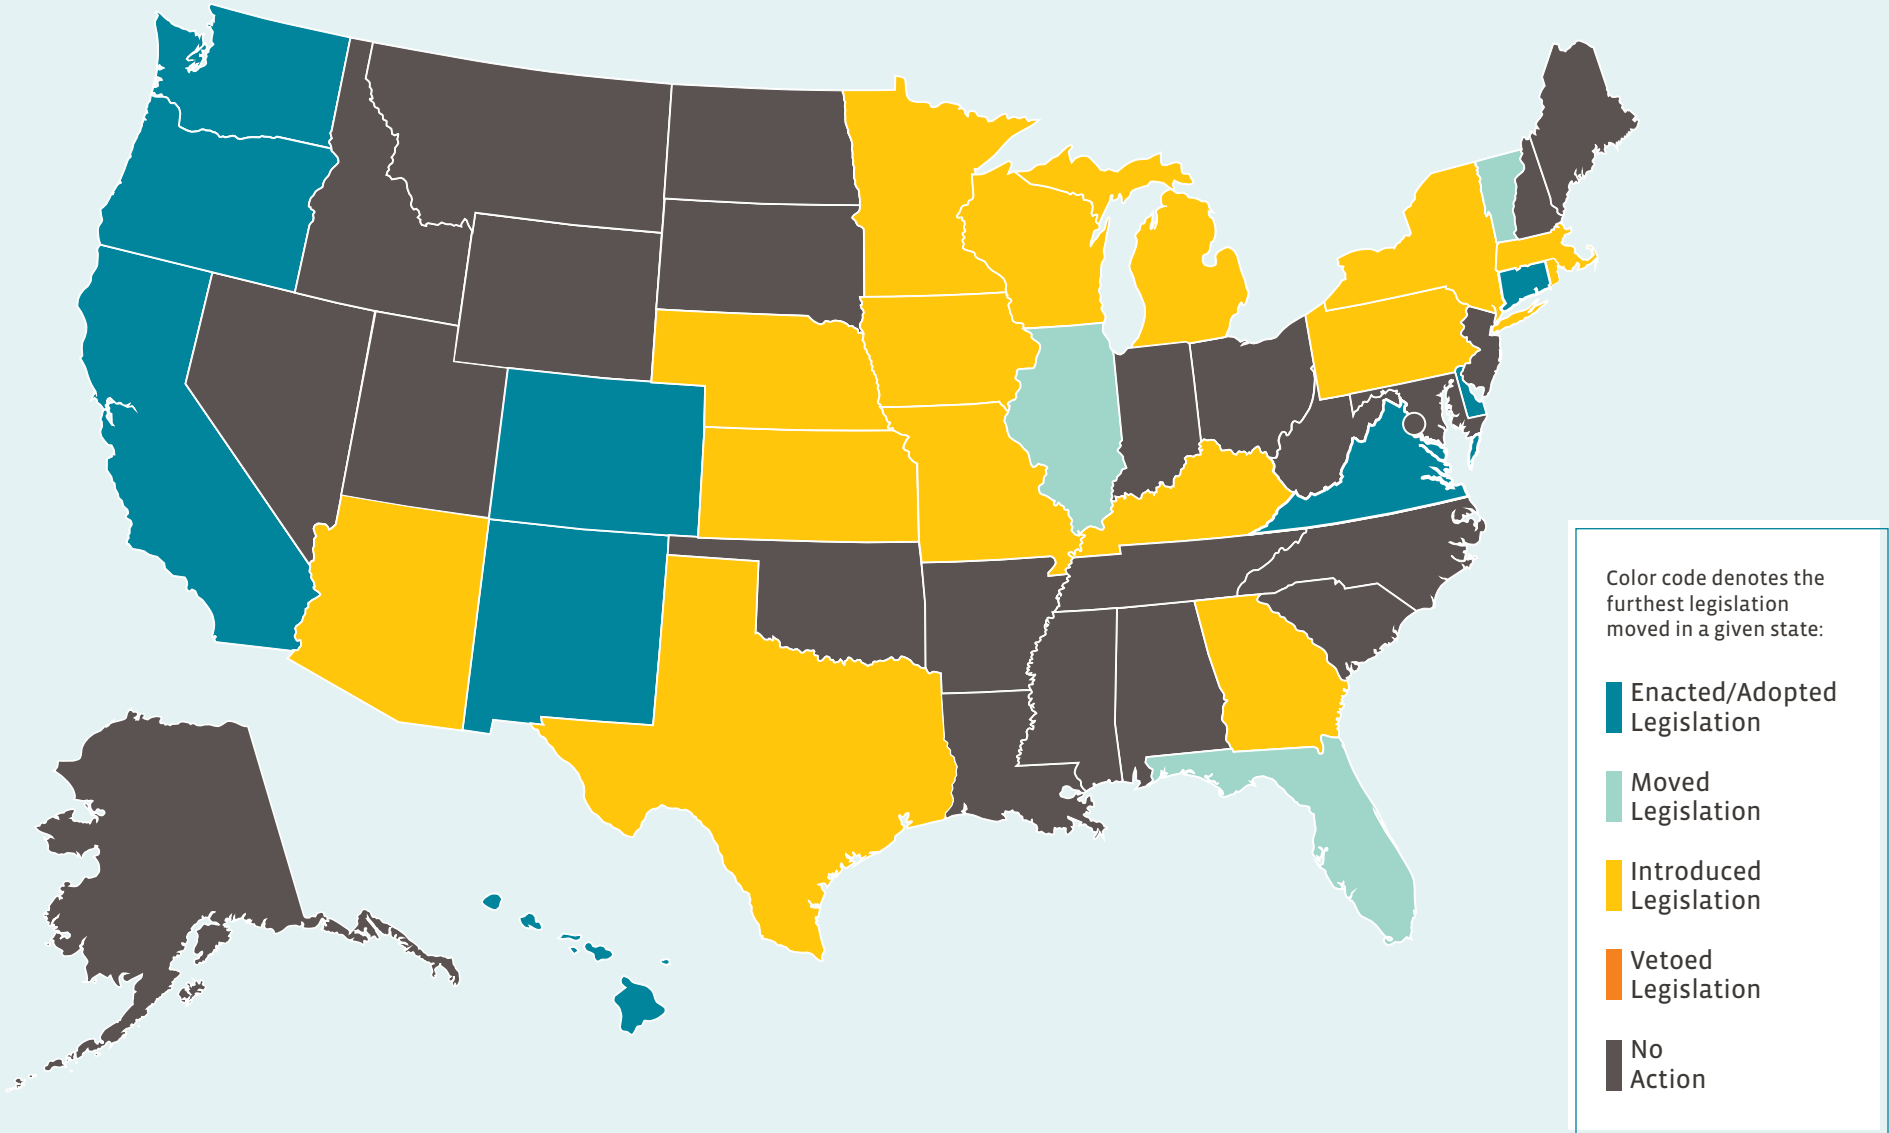 Color code denotes the
furthest legislation
moved in a given state:
Enacted/Adopted
Legislation
Moved
Legislation
Introduced
Legislation
Vetoed
Legislation
No
Action